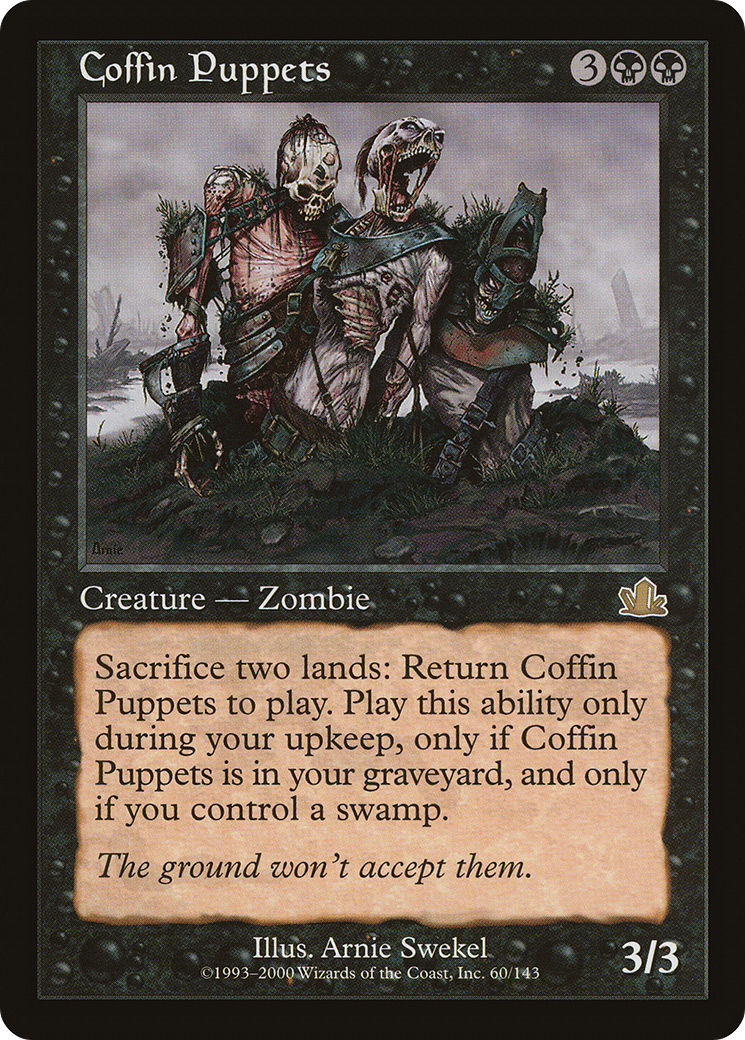 Coffin Puppets
3
Arnie
Creature — Zombie
Sacrifice two lands: Return Coffin
Puppets to play. Play this ability only
during your upkeep, only if Coffin
Puppets is in your graveyard, and only
if you control a swamp.
The ground won't accept them.
Illus. Arnie Swekel
©1993–2000 Wizards of the Coast, Inc. 60/143
3/3